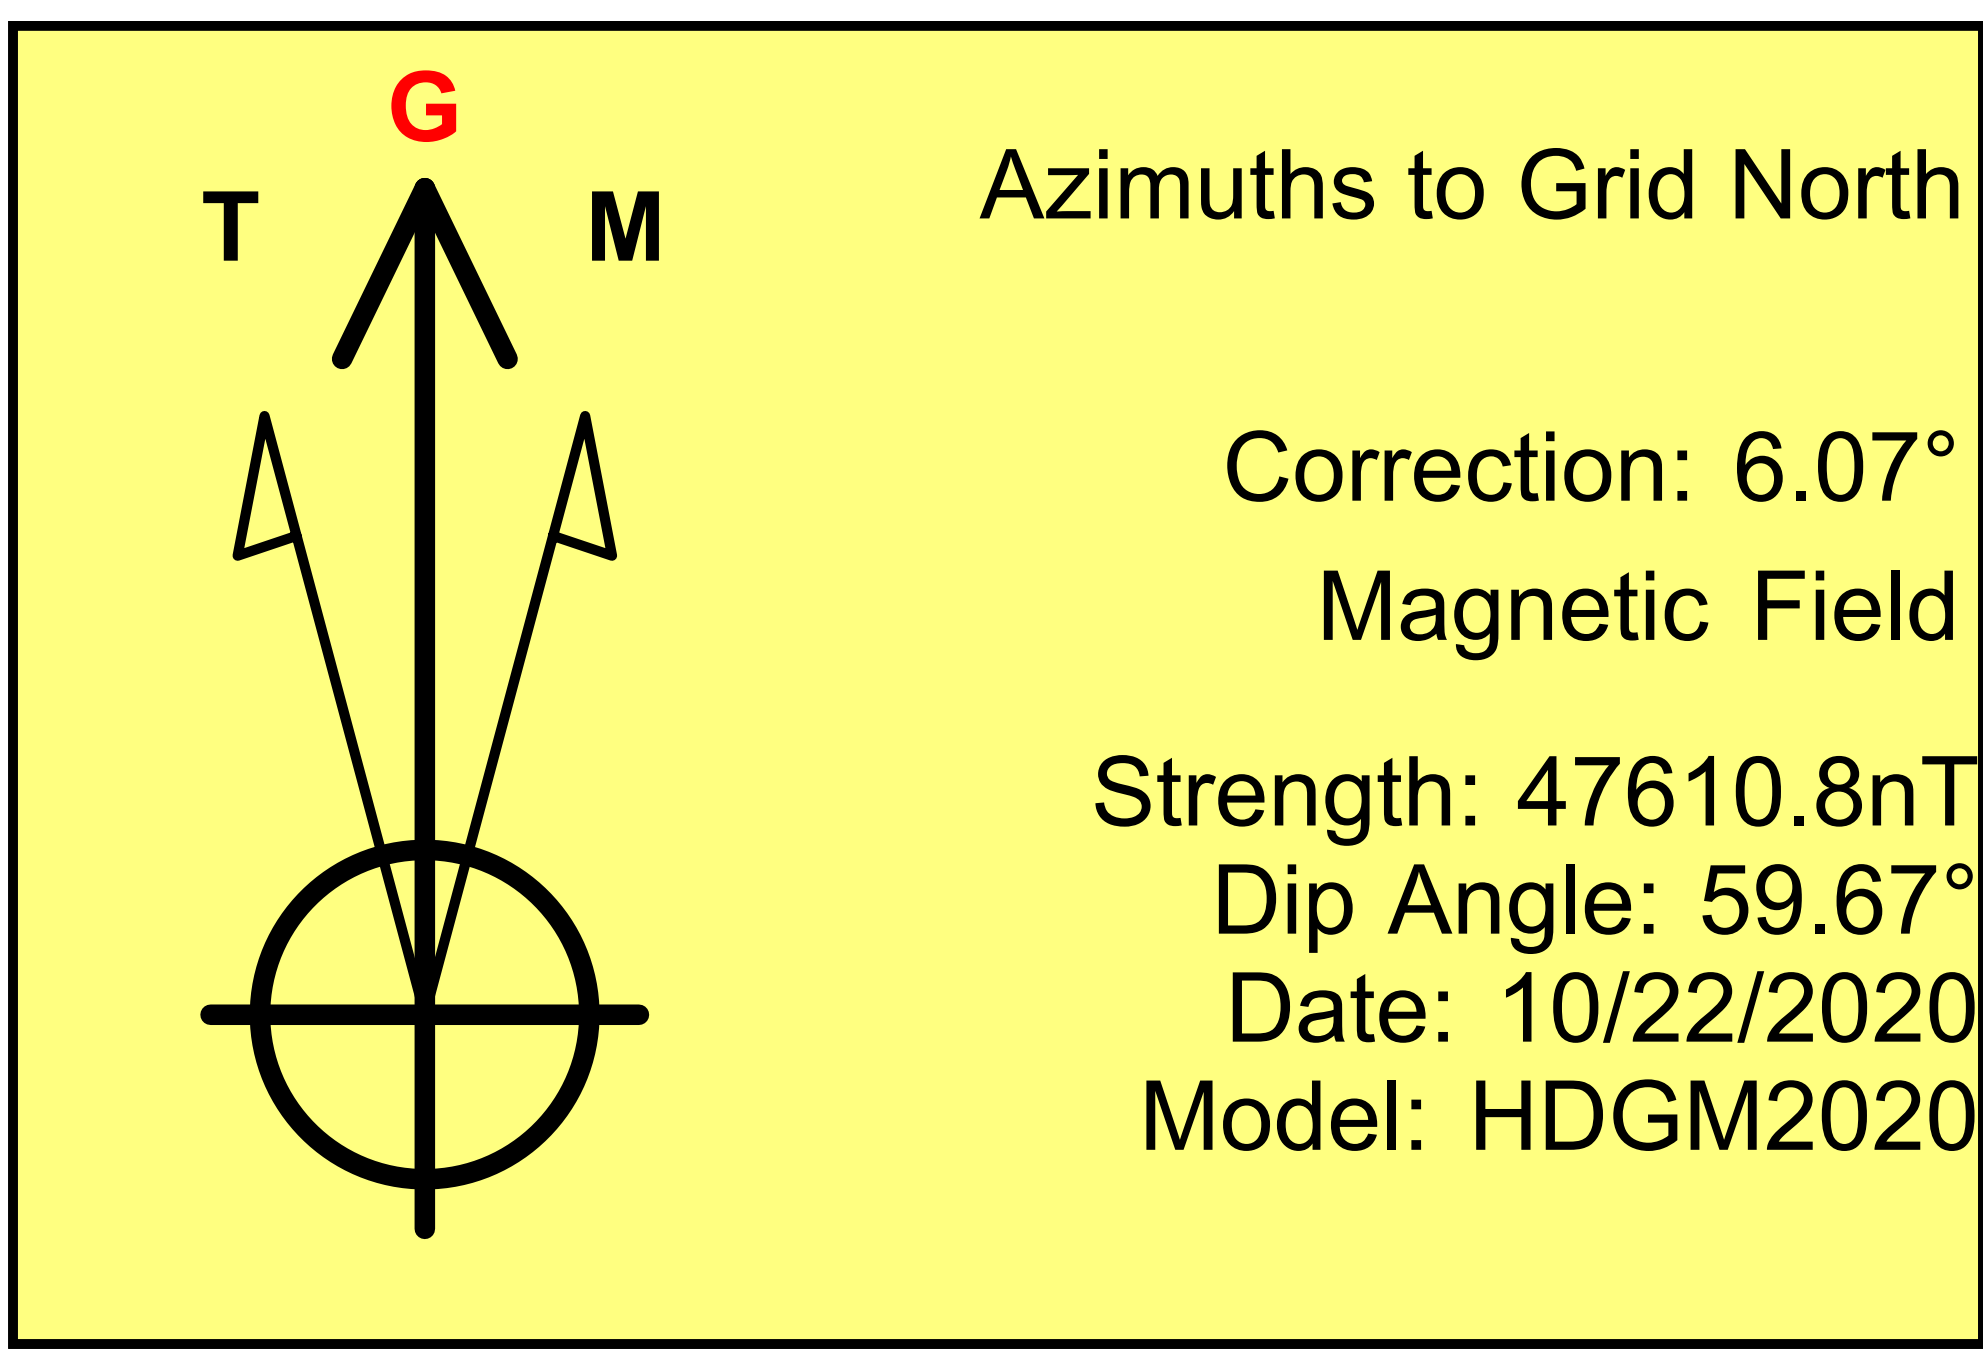 G
T M
Azimuths to Grid North
Correction: 6.07°
Magnetic Field
Strength: 47610.8nT
Dip Angle: 59.67°
Date: 10/22/2020
Model: HDGM2020